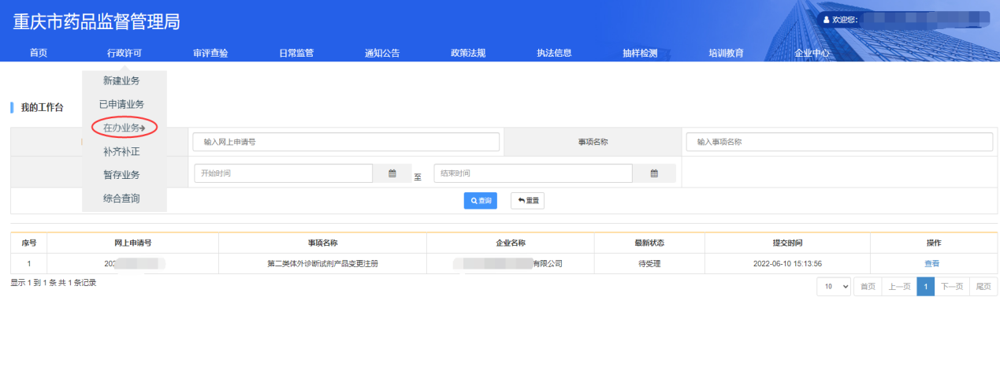 重庆市药品监督管理局
欢迎您:
首页 行政许可 审评查验 日常监管 通知公告 政策法规 执法信息 抽样检测 培训教育 企业中心
新建业务
已申请业务
在办业务
补齐补正
暂存业务
综合查询
我的工作台
输入网上申请号 事项名称 输入事项名称
开始时间 至 结束时间
查询 重置
序号 网上申请号 事项名称 企业名称 最新状态 提交时间 操作
1 202 第二类体外诊断试剂产品变更注册 有限公司 待受理 2022-06-10 15:13:56 查看
显示 1 到 1 条 共 1 条记录
10 首页 上一页 1 下一页 尾页